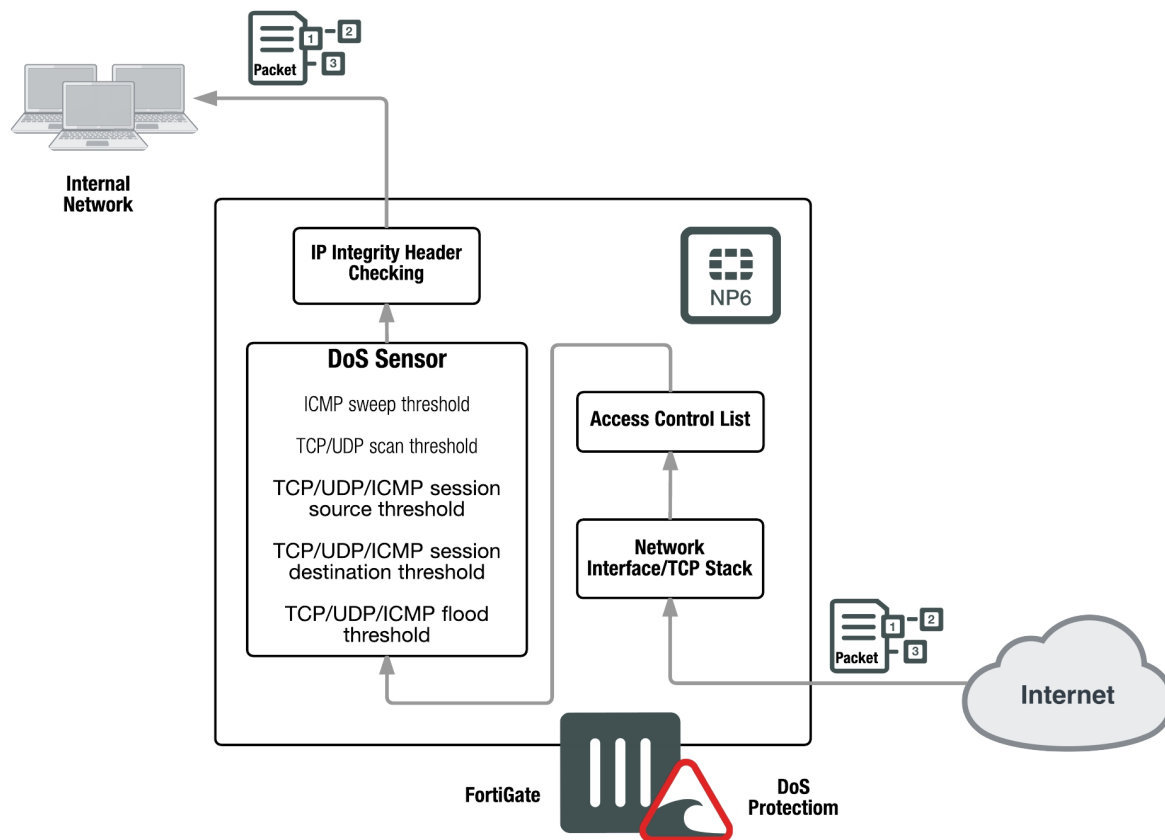 1
2
3
Packet
Internal
Network
IP Integrity Header
Checking
NP6
DoS Sensor
ICMP sweep threshold
TCP/UDP scan threshold
TCP/UDP/ICMP session
source threshold
TCP/UDP/ICMP session
destination threshold
TCP/UDP/ICMP flood
threshold
Access Control List
Network
Interface/TCP Stack
1
2
3
Packet
Internet
FortiGate
DoS
Protectiom